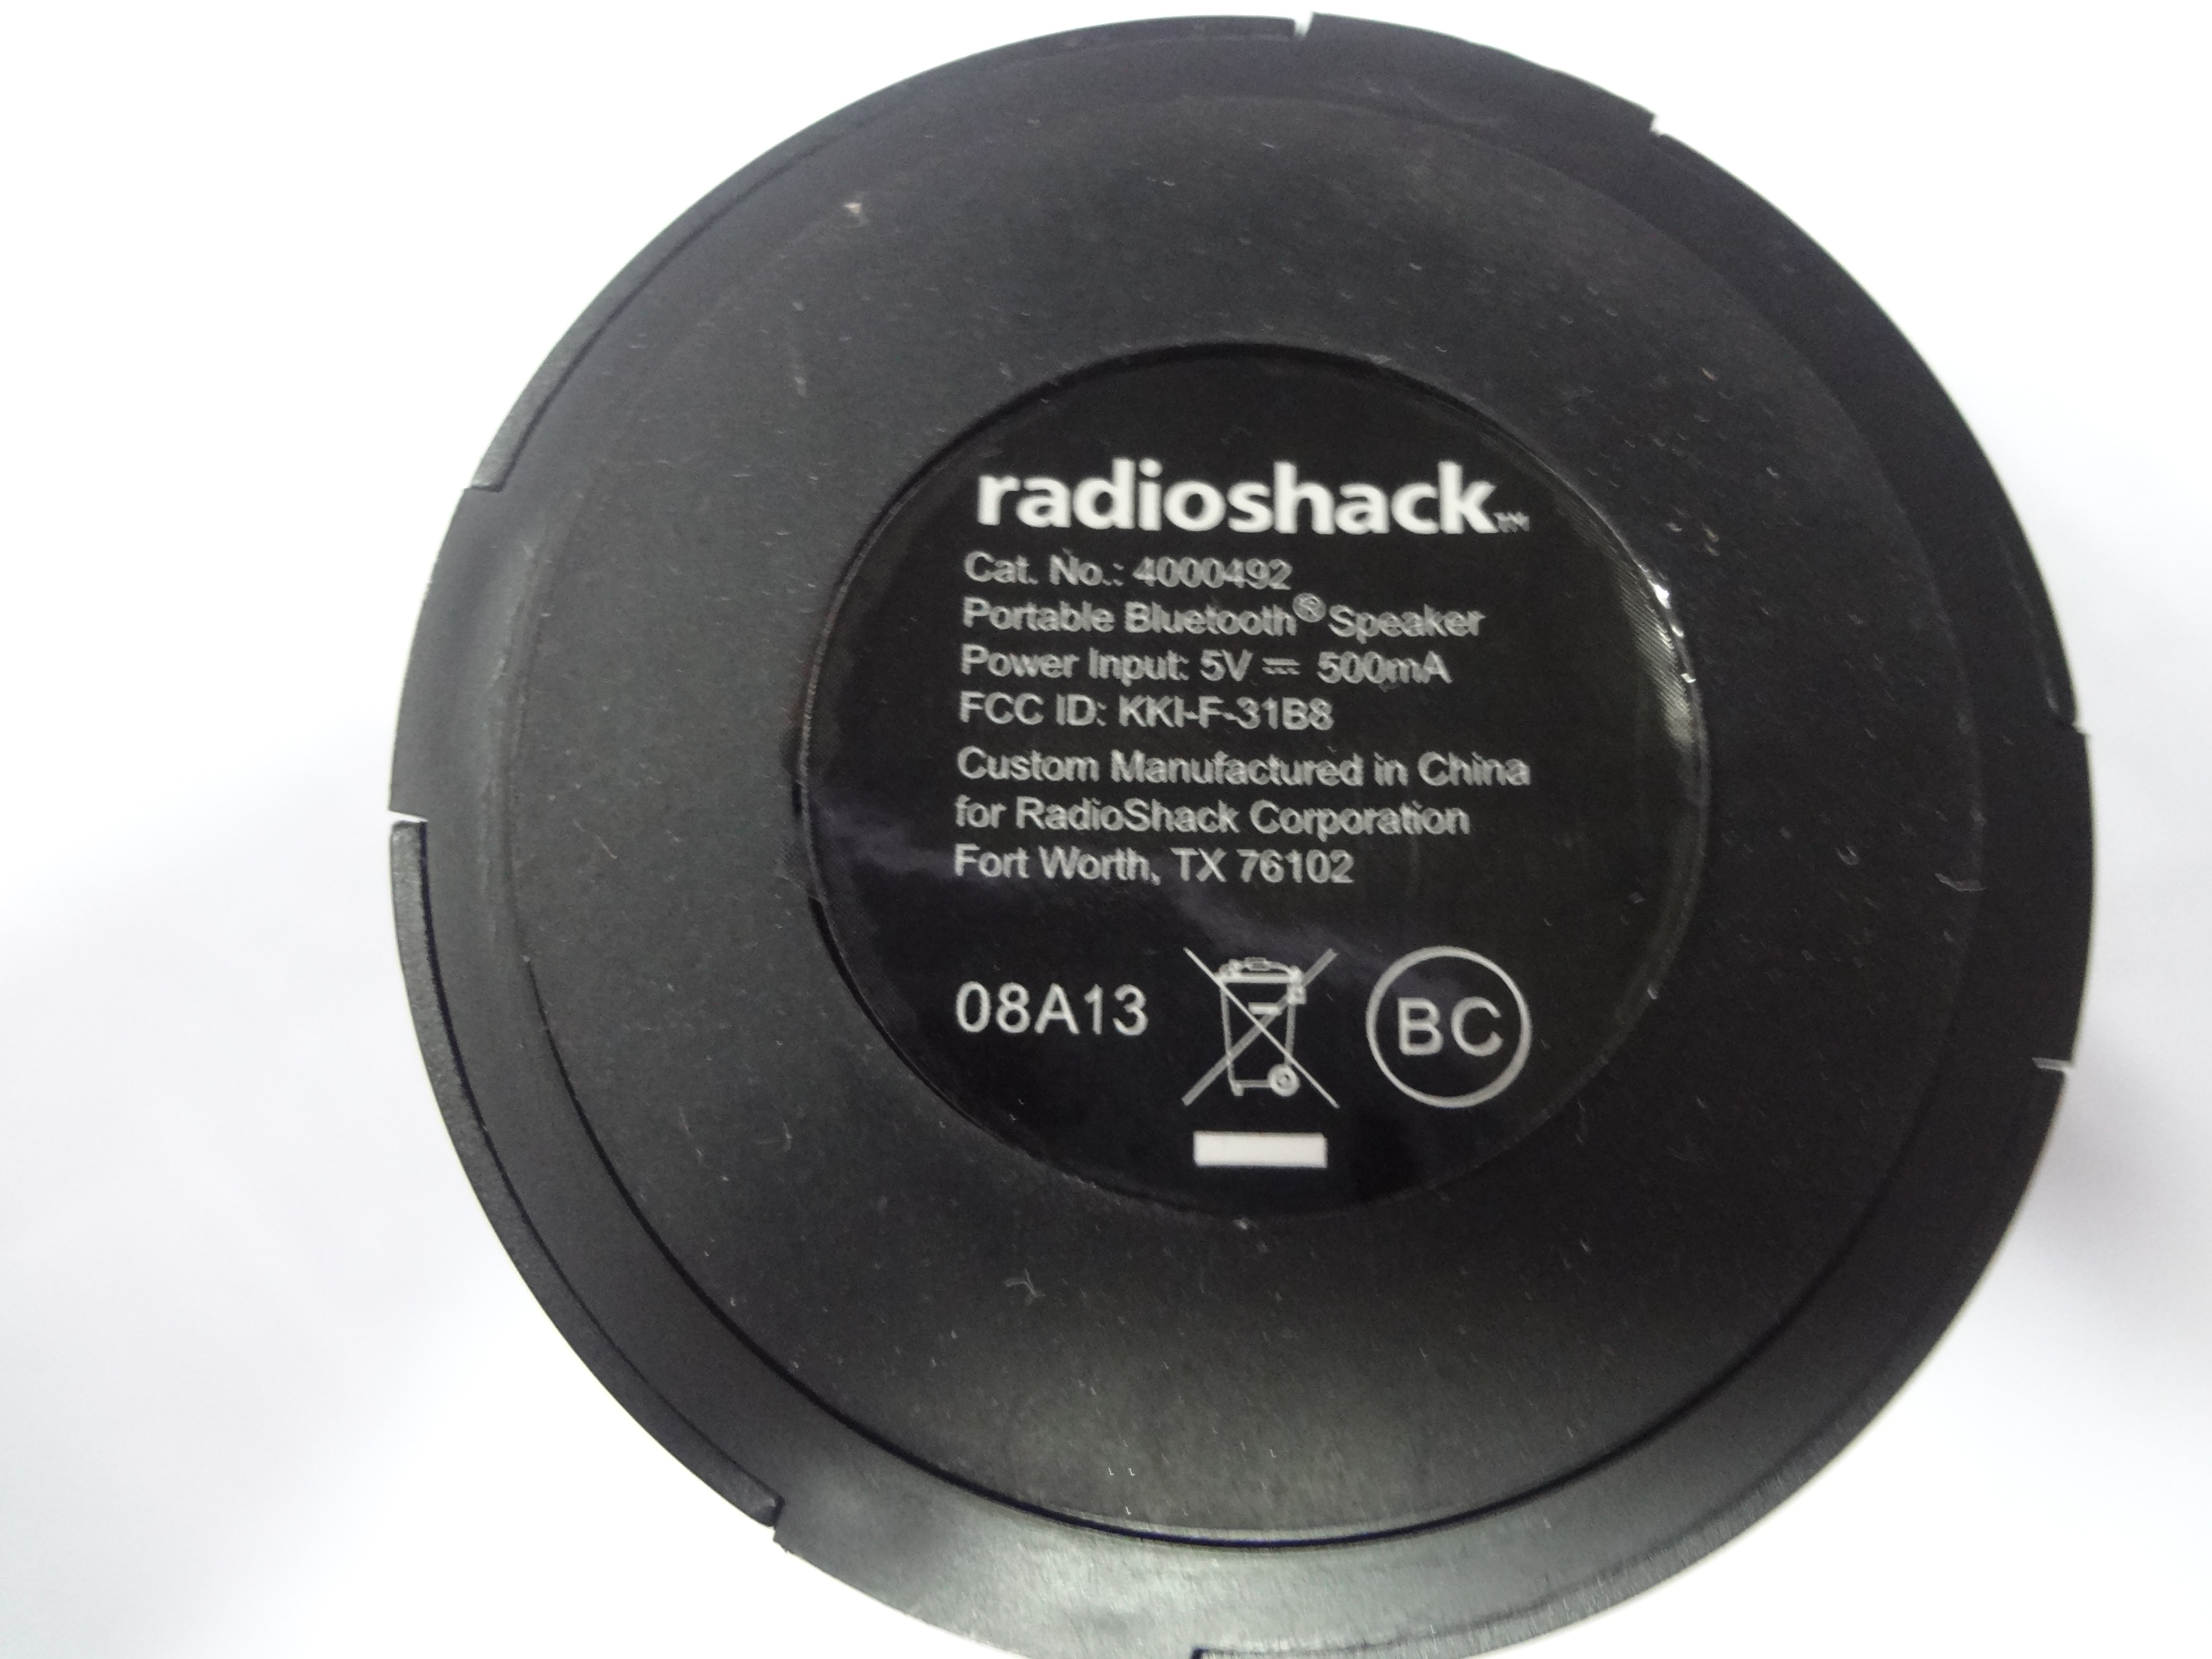 radioshack™
Cat. No.: 4000492
Portable Bluetooth® Speaker
Power Input: 5V ⎓ 500mA
FCC ID: KKI-F-31B8
Custom Manufactured in China
for RadioShack Corporation
Fort Worth, TX 76102
08A13 BC